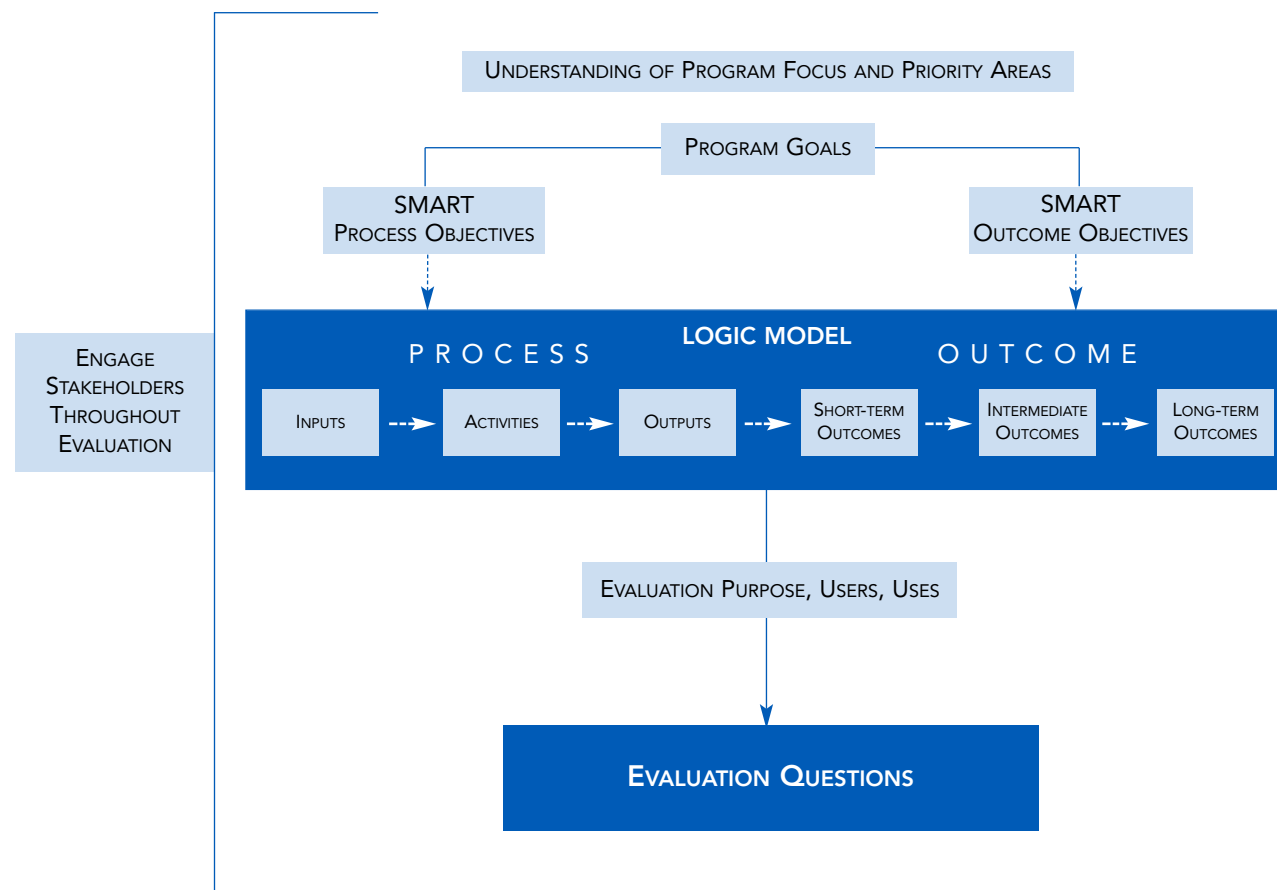 Understanding of Program Focus and Priority Areas
Program Goals
SMART
Process Objectives
SMART
Outcome Objectives
LOGIC MODEL
PROCESS
OUTCOME
Inputs
Activities
Outputs
Short-term
Outcomes
Intermediate
Outcomes
Long-term
Outcomes
Engage
Stakeholders
Throughout
Evaluation
Evaluation Purpose, Users, Uses
Evaluation Questions